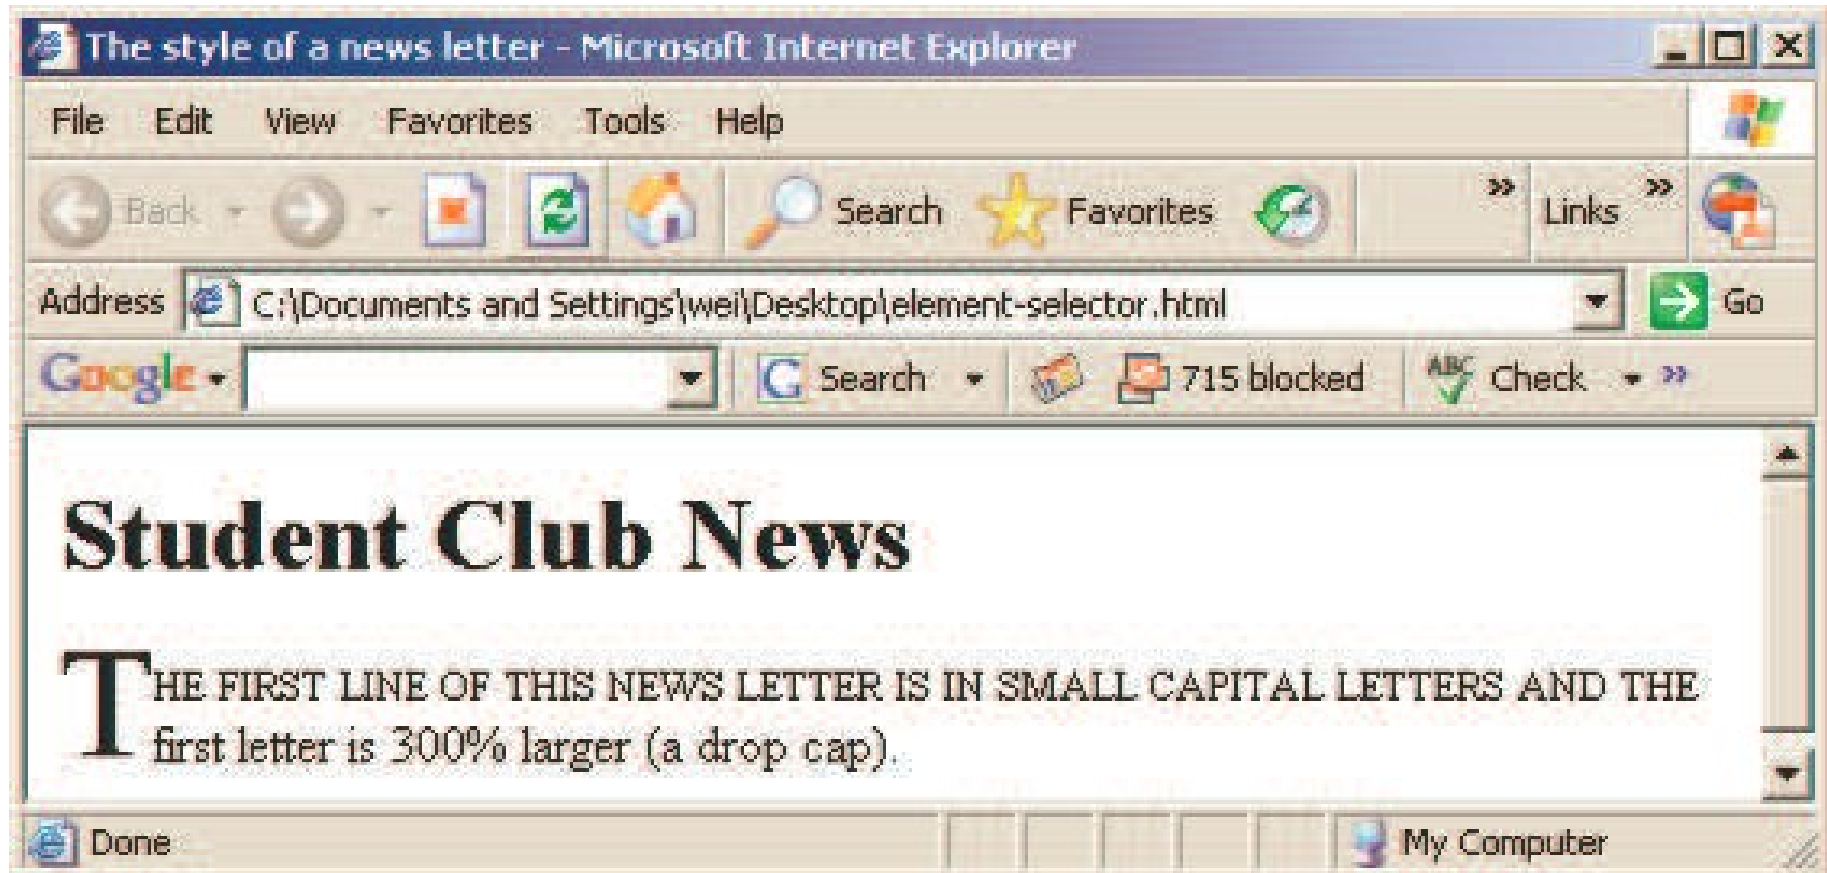 The style of a news letter - Microsoft Internet Explorer
File Edit View Favorites Tools Help
Back Search Favorites » Links »
Address C:\Documents and Settings\wei\Desktop\element-selector.html Go
Google G Search 715 blocked ABC Check »
Student Club News
THE FIRST LINE OF THIS NEWS LETTER IS IN SMALL CAPITAL LETTERS AND THE
first letter is 300% larger (a drop cap).
Done My Computer